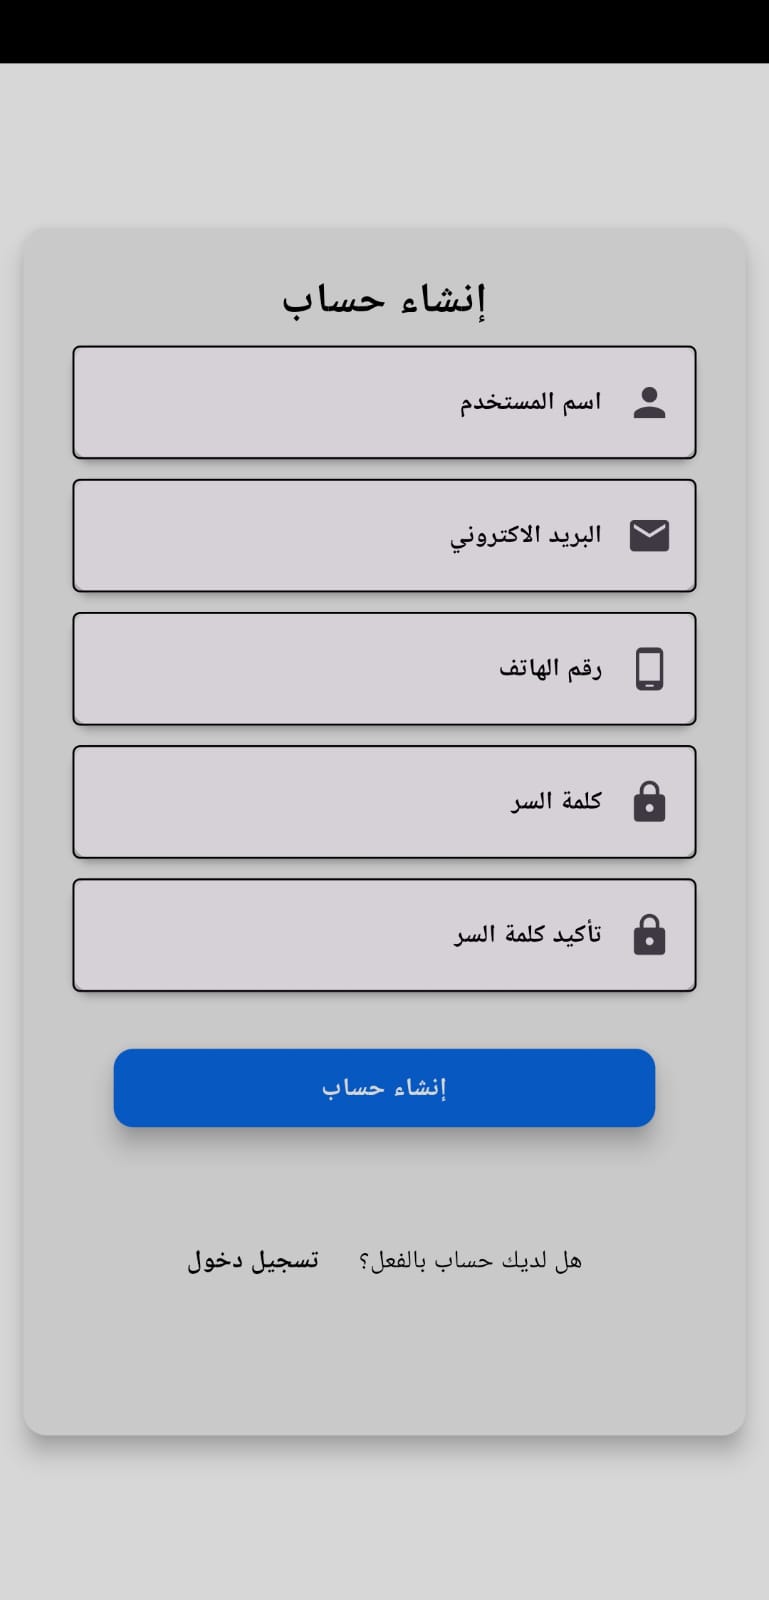 إنشاء حساب
اسم المستخدم
البريد الاكتروني
رقم الهاتف
كلمة السر
تأكيد كلمة السر
إنشاء حساب
هل لديك حساب بالفعل؟ تسجيل دخول